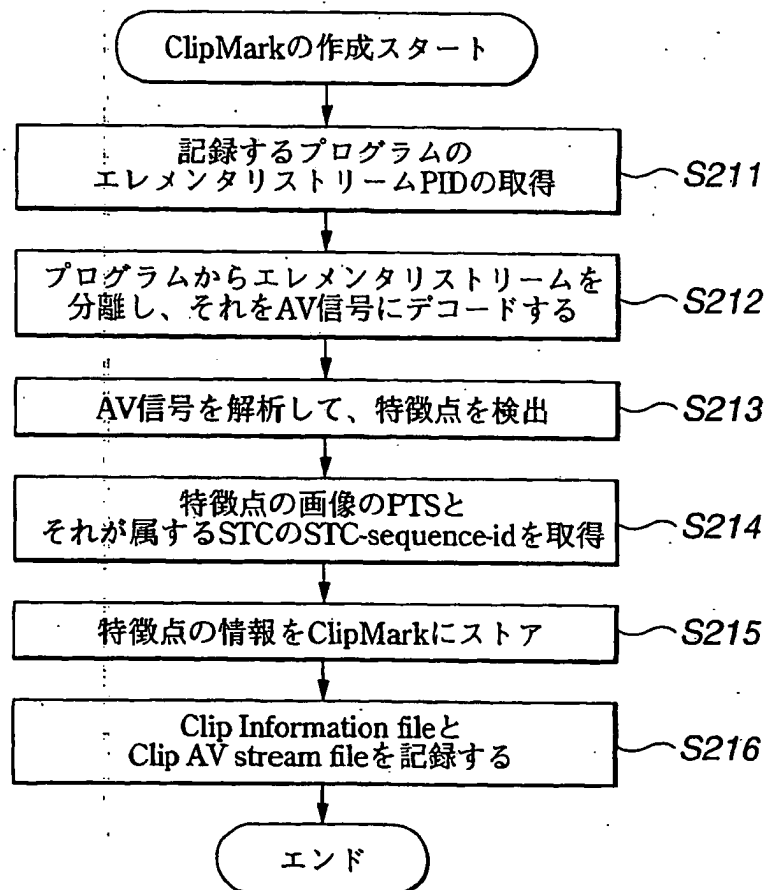 ClipMarkの作成スタート
記録するプログラムの
エレメンタリストリームPIDの取得
S211
プログラムからエレメンタリストリームを
分離し、それをAV信号にデコードする
S212
AV信号を解析して、特徴点を検出
S213
特徴点の画像のPTSと
それが属するSTCのSTC-sequence-idを取得
S214
特徴点の情報をClipMarkにストア
S215
Clip Information fileと
Clip AV stream fileを記録する
S216
エンド